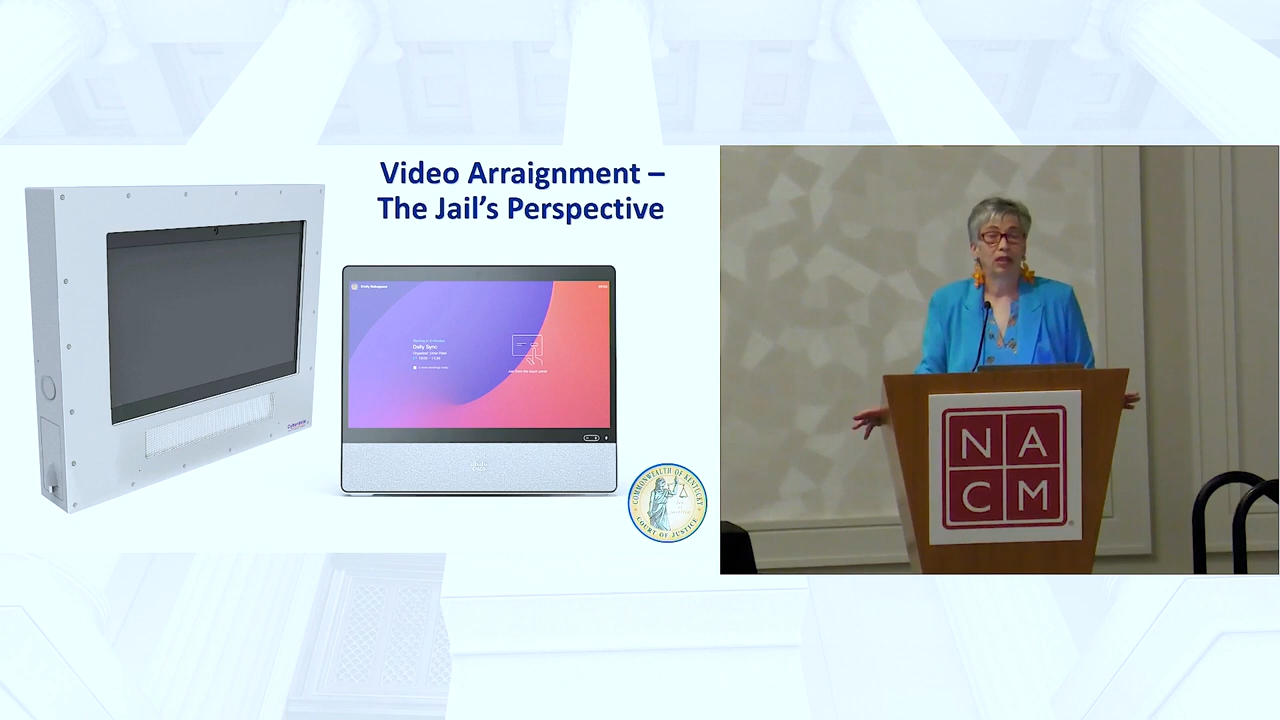 Video Arraignment –
The Jail's Perspective
Daily Sync
COMMONWEALTH OF KENTUCKY
COURT OF JUSTICE
N A
C M